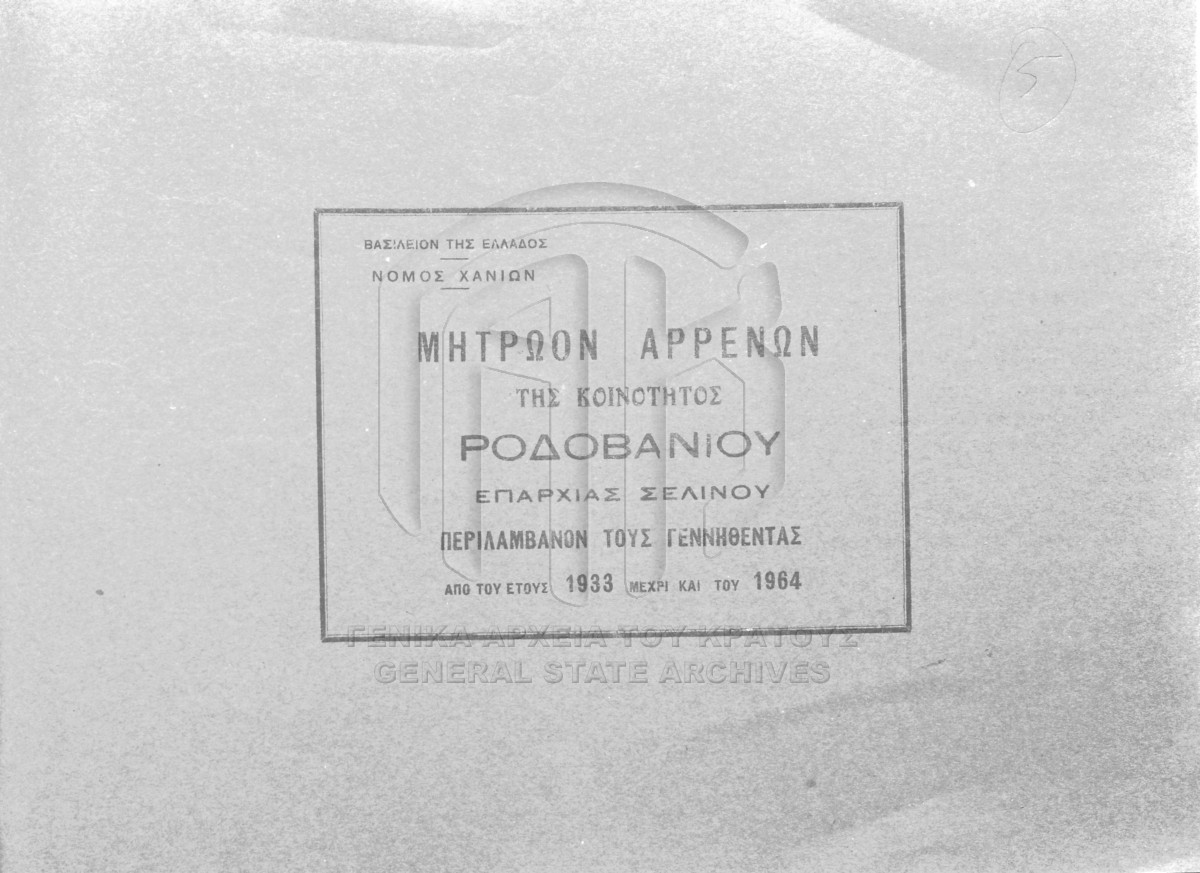 5
ΒΑΣΙΛΕΙΟΝ ΤΗΣ ΕΛΛΑΔΟΣ
ΝΟΜΟΣ ΧΑΝΙΩΝ
ΜΗΤΡΩΟΝ ΑΡΡΕΝΩΝ
ΤΗΣ ΚΟΙΝΟΤΗΤΟΣ
ΡΟΔΟΒΑΝΙΟΥ
ΕΠΑΡΧΙΑΣ ΣΕΛΙΝΟΥ
ΠΕΡΙΛΑΜΒΑΝΟΝ ΤΟΥΣ ΓΕΝΝΗΘΕΝΤΑΣ
ΑΠΟ ΤΟΥ ΕΤΟΥΣ 1933 ΜΕΧΡΙ ΚΑΙ ΤΟΥ 1964
ΓΕΝΙΚΑ ΑΡΧΕΙΑ ΤΟΥ ΚΡΑΤΟΥΣ
GENERAL STATE ARCHIVES